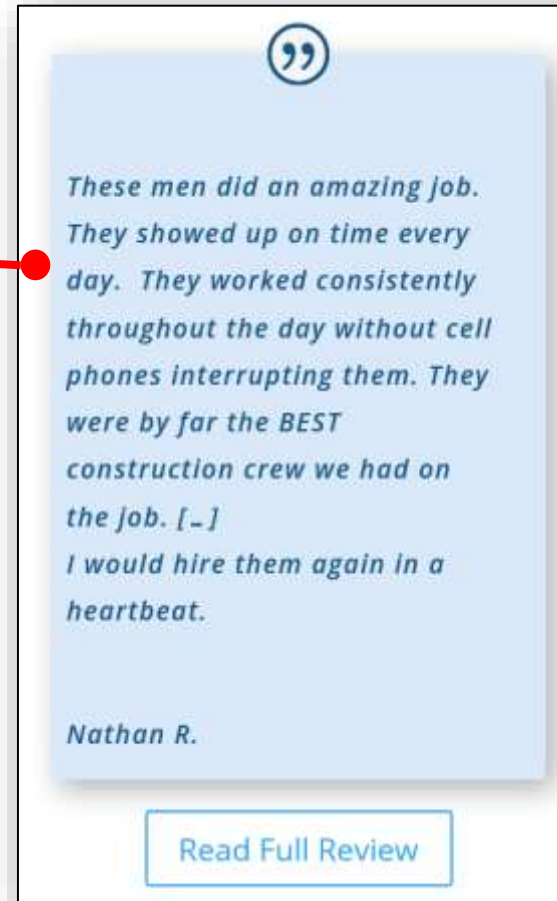 ”
These men did an amazing job.
They showed up on time every
day.  They worked consistently
throughout the day without cell
phones interrupting them. They
were by far the BEST
construction crew we had on
the job. […]
I would hire them again in a
heartbeat.
Nathan R.
Read Full Review